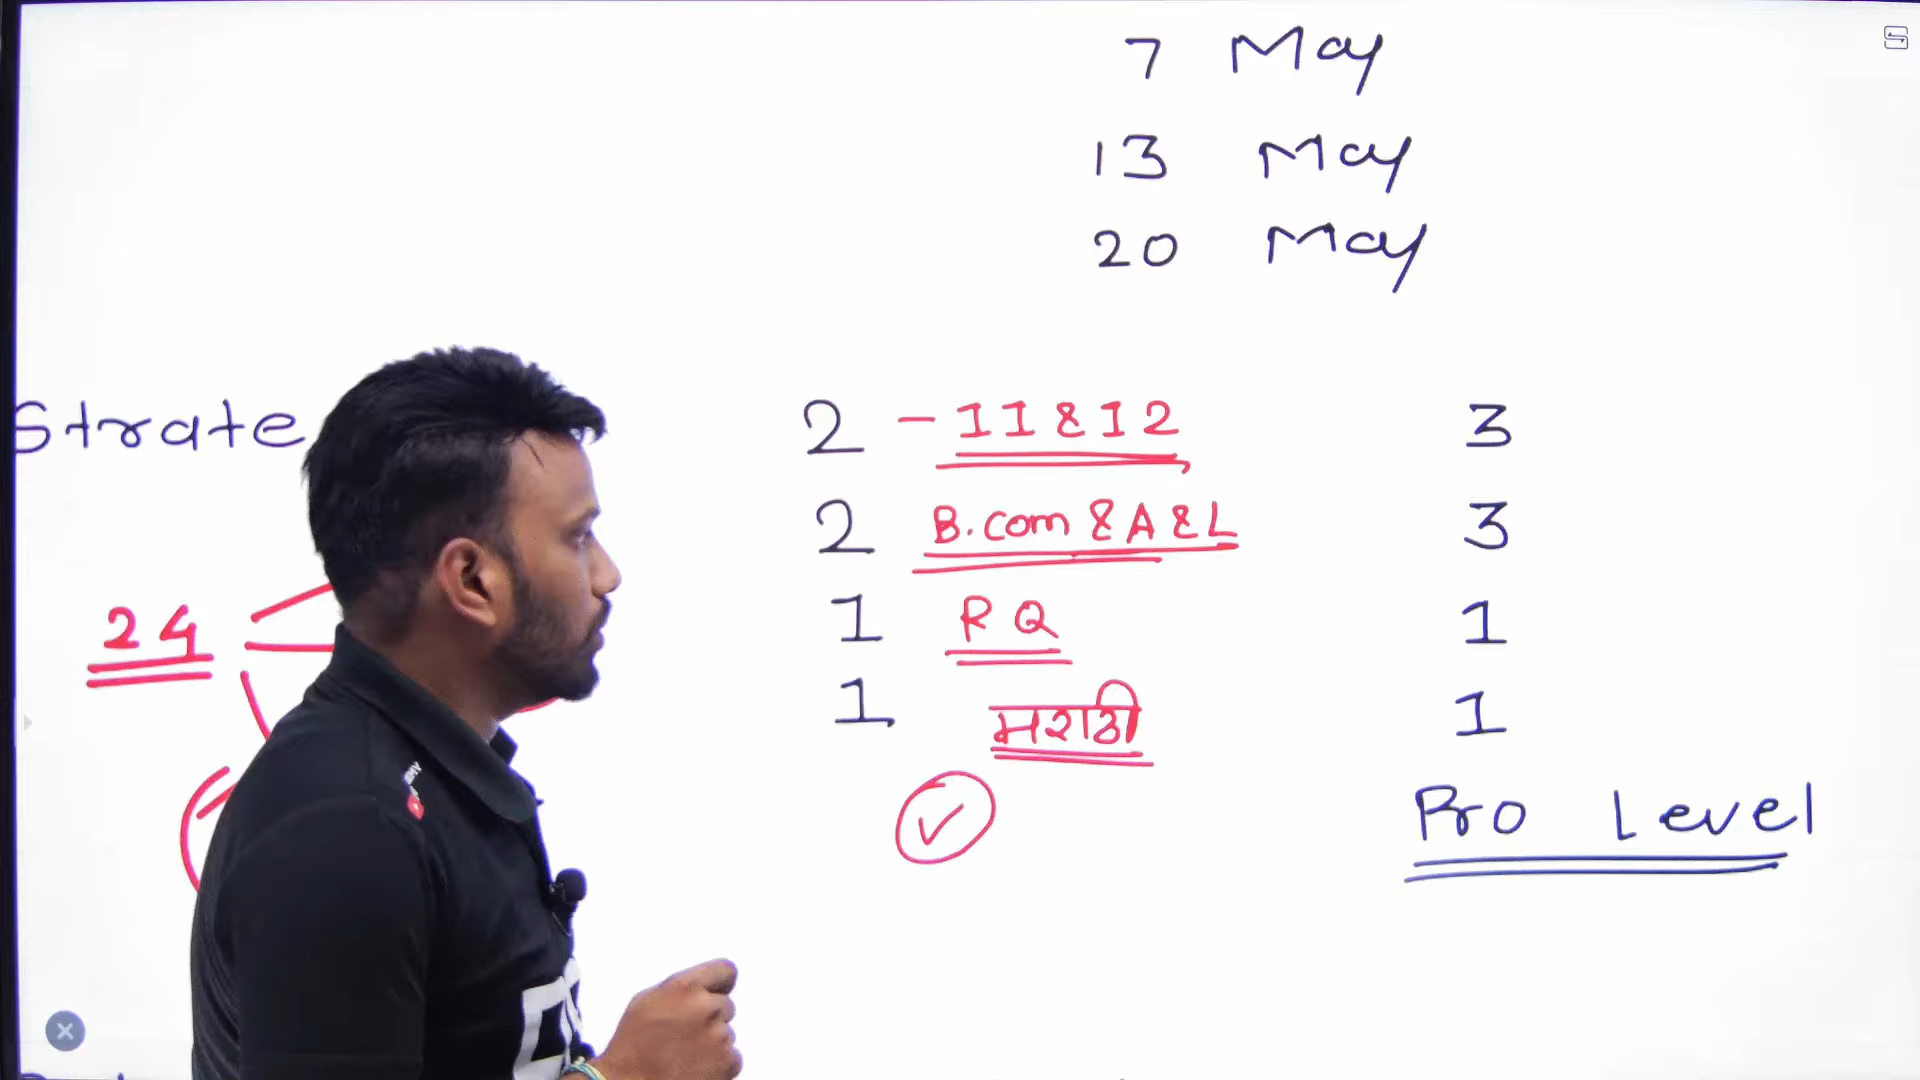 7 May
13 May
20 May
Strate
2 - 11 & 12 3
2 B.com & A & L 3
24
1 RQ 1
1 मराठी 1
Pro Level